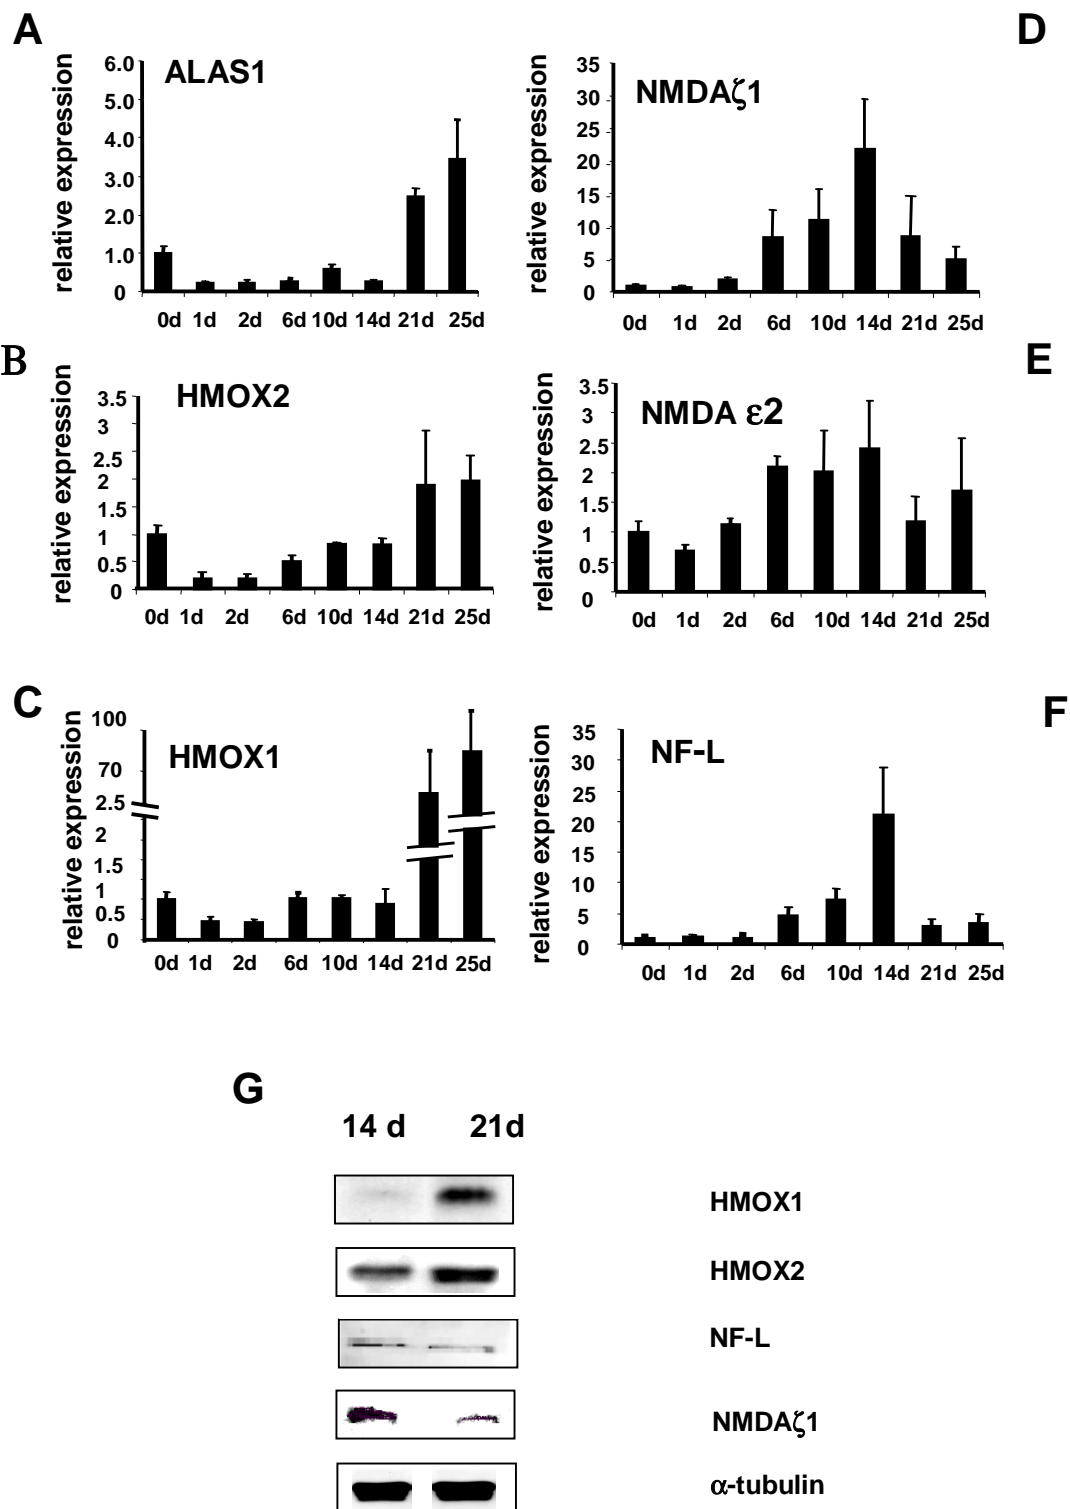 A
D
relative expression
6.0
5.0
4.0
3.0
2.0
1.0
0
ALAS1
0d 1d 2d 6d 10d 14d 21d 25d
relative expression
35
30
25
20
15
10
5
0
NMDAζ1
0d 1d 2d 6d 10d 14d 21d 25d
B
E
relative expression
3.5
3
2.5
2
1.5
1
0.5
0
HMOX2
0d 1d 2d 6d 10d 14d 21d 25d
relative expression
3.5
3
2.5
2
1.5
1
0.5
0
NMDA ε2
0d 1d 2d 6d 10d 14d 21d 25d
C
F
relative expression
100
70
2.5
2
1.5
1
0.5
0
HMOX1
0d 1d 2d 6d 10d 14d 21d 25d
relative expression
35
30
25
20
15
10
5
0
NF-L
0d 1d 2d 6d 10d 14d 21d 25d
G
14 d 21d
HMOX1
HMOX2
NF-L
NMDAζ1
α-tubulin